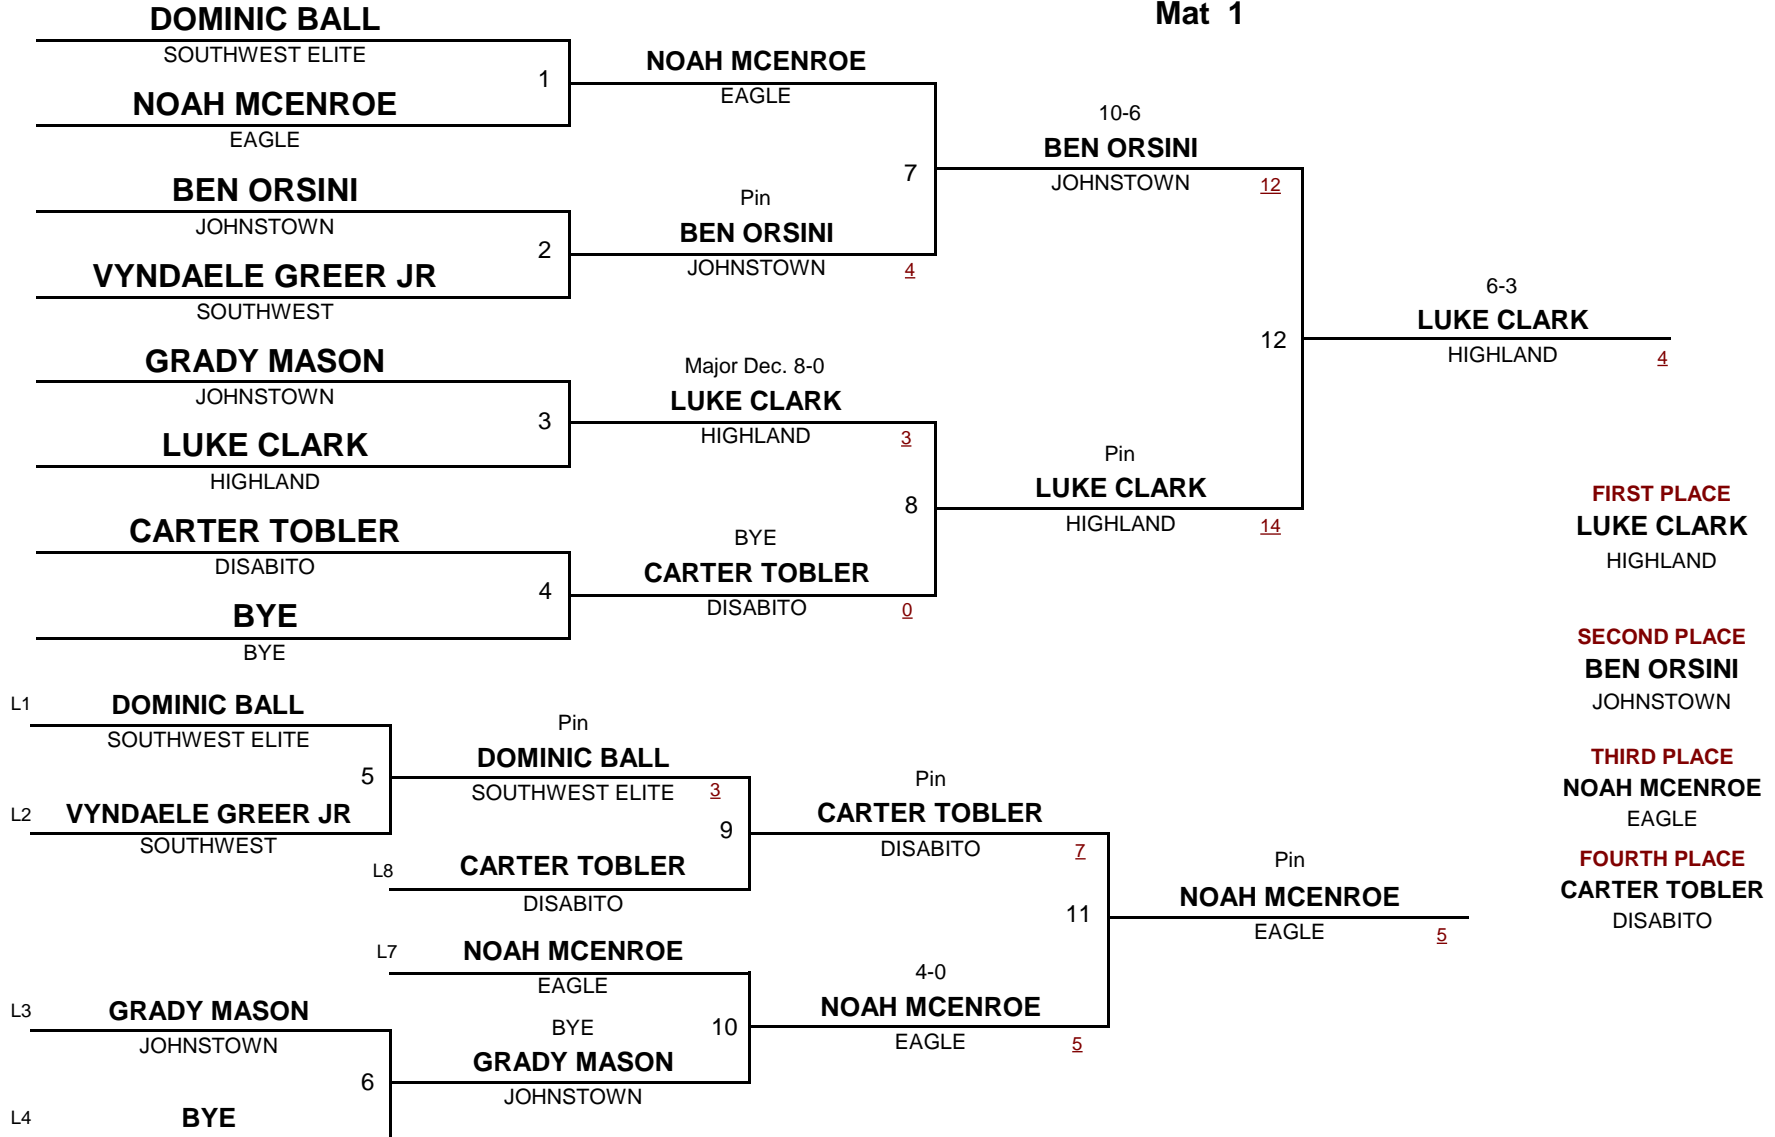 Mat 1
DOMINIC BALL
SOUTHWEST ELITE
1
NOAH MCENROE
EAGLE
NOAH MCENROE
EAGLE
BEN ORSINI
JOHNSTOWN
2
VYNDAELE GREER JR
SOUTHWEST
Pin
BEN ORSINI
JOHNSTOWN 4
7
10-6
BEN ORSINI
JOHNSTOWN 12
GRADY MASON
JOHNSTOWN
3
LUKE CLARK
HIGHLAND
Major Dec. 8-0
LUKE CLARK
HIGHLAND 3
CARTER TOBLER
DISABITO
4
BYE
BYE
BYE
CARTER TOBLER
DISABITO 0
8
Pin
LUKE CLARK
HIGHLAND 14
12
6-3
LUKE CLARK
HIGHLAND 4
FIRST PLACE
LUKE CLARK
HIGHLAND
SECOND PLACE
BEN ORSINI
JOHNSTOWN
THIRD PLACE
NOAH MCENROE
EAGLE
FOURTH PLACE
CARTER TOBLER
DISABITO
L1 DOMINIC BALL
SOUTHWEST ELITE
5
L2 VYNDAELE GREER JR
SOUTHWEST
Pin
DOMINIC BALL
SOUTHWEST ELITE 3
9
L8 CARTER TOBLER
DISABITO
Pin
CARTER TOBLER
DISABITO 7
L7 NOAH MCENROE
EAGLE
L3 GRADY MASON
JOHNSTOWN
6
L4 BYE
BYE
GRADY MASON
JOHNSTOWN
10
4-0
NOAH MCENROE
EAGLE 5
11
Pin
NOAH MCENROE
EAGLE 5